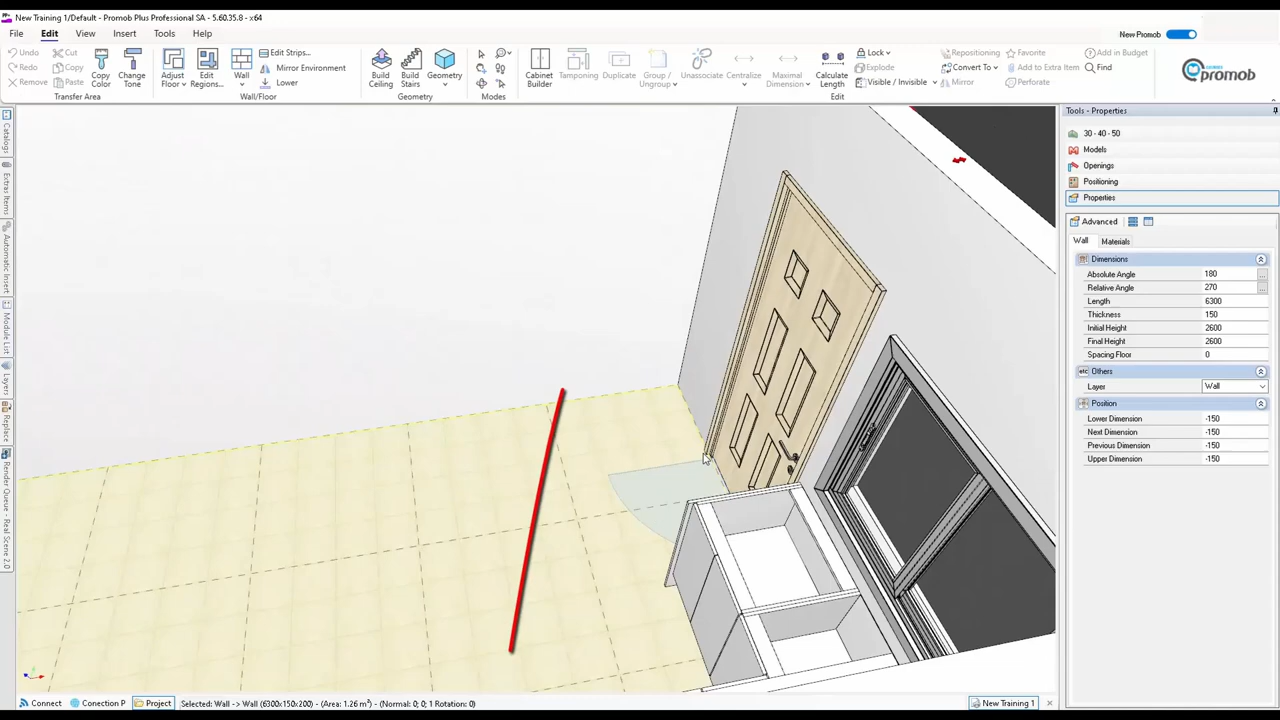 New Training 1/Default - Promob Plus Professional SA - 5.60.35.8 - x64
File Edit View Insert Tools Help
New Promob
Undo Redo Remove
Cut Copy Paste
Copy Color
Change Tone
Transfer Area
Adjust Floor
Edit Regions...
Wall
Edit Strips...
Mirror Environment
Lower
Wall/Floor
Build Ceiling
Build Stairs
Geometry
Geometry
Modes
Cabinet Builder
Tamponing
Duplicate
Group / Ungroup
Unassociate
Centralize
Maximal Dimension
Calculate Length
Lock
Explode
Visible / Invisible
Edit
Repositioning
Convert To
Mirror
Favorite
Add to Extra Item
Perforate
Add in Budget
Find
promob
Catalogs
Extras Items
Automatic Insert
Module List
Layers
Replace
Render Queue - Real Scene 2.0
Tools - Properties
30 - 40 - 50
Models
Openings
Positioning
Properties
Advanced
Wall Materials
Dimensions
Absolute Angle 180 ...
Relative Angle 270 ...
Length 6300
Thickness 150
Initial Height 2600
Final Height 2600
Spacing Floor 0
etc Others
Layer Wall
Position
Lower Dimension -150
Next Dimension -150
Previous Dimension -150
Upper Dimension -150
Connect Conection P Project Selected: Wall -> Wall (6300x150x200) - (Area: 1.26 m²) - (Normal: 0; 0; 1 Rotation: 0) New Training 1